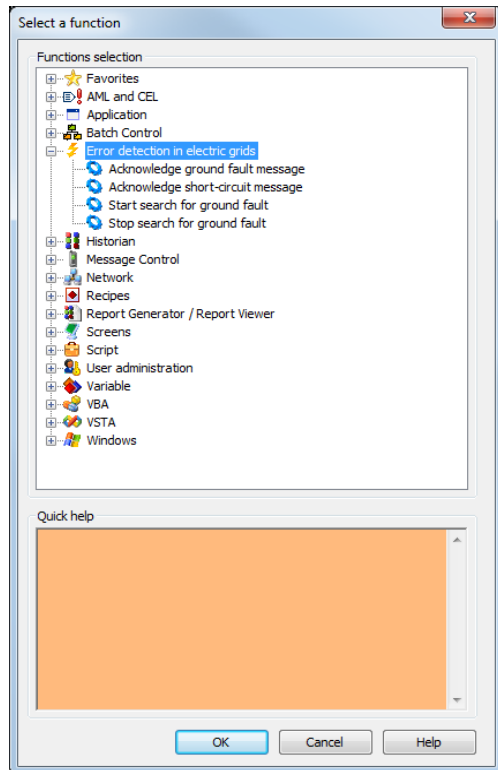 Select a function
Functions selection
Favorites
AML and CEL
Application
Batch Control
Error detection in electric grids
Acknowledge ground fault message
Acknowledge short-circuit message
Start search for ground fault
Stop search for ground fault
Historian
Message Control
Network
Recipes
Report Generator / Report Viewer
Screens
Script
User administration
Variable
VBA
VSTA
Windows
Quick help
OK Cancel Help